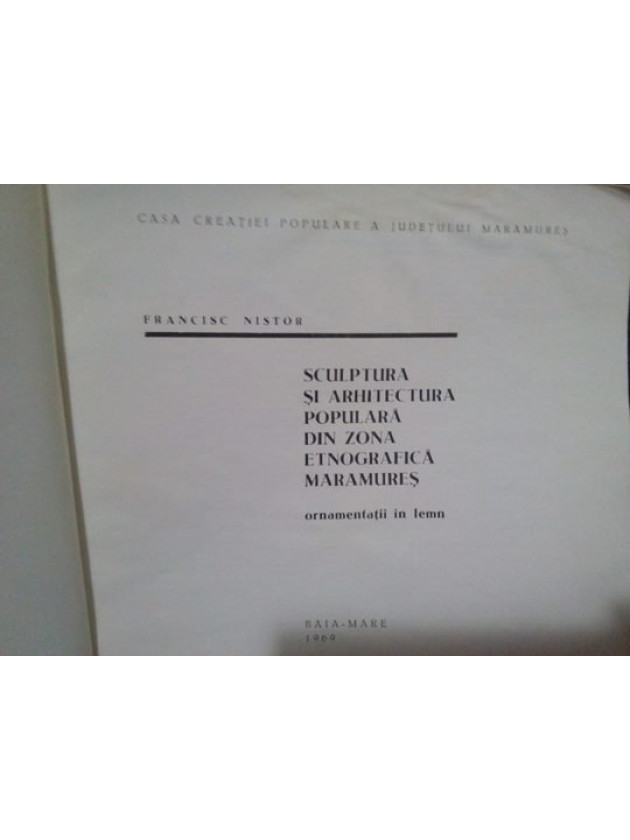 CASA CREAȚIEI POPULARE A JUDEȚULUI MARAMUREȘ
FRANCISC NISTOR
SCULPTURA
ȘI ARHITECTURA
POPULARĂ
DIN ZONA
ETNOGRAFICĂ
MARAMUREȘ
ornamentații in lemn
BAIA-MARE
1969